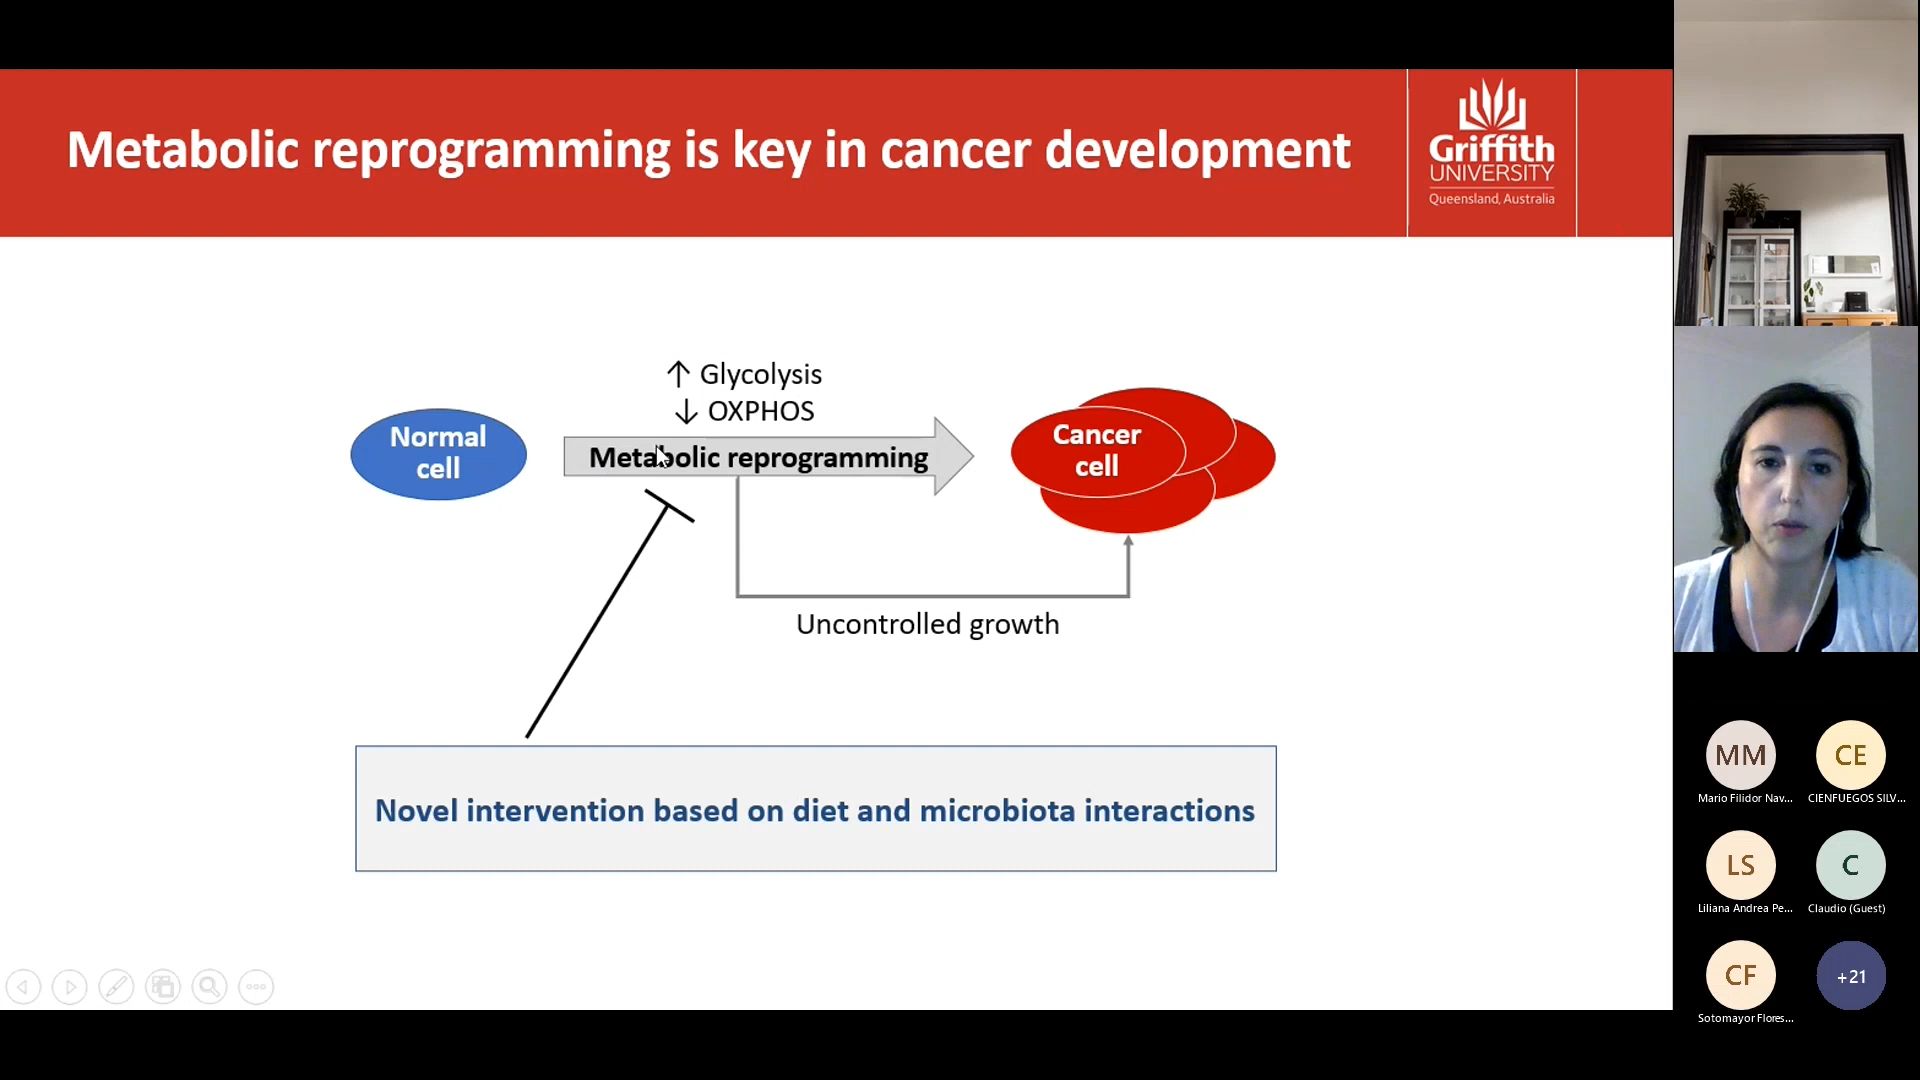 Metabolic reprogramming is key in cancer development
Griffith
UNIVERSITY
Queensland, Australia
↑ Glycolysis
↓ OXPHOS
Normal
cell
Metabolic reprogramming
Cancer
cell
Uncontrolled growth
Novel intervention based on diet and microbiota interactions
MM
Mario Filidor Nav...
CE
CIENFUEGOS SILV...
LS
Liliana Andrea Pe...
C
Claudio (Guest)
CF
Sotomayor Flores...
+21